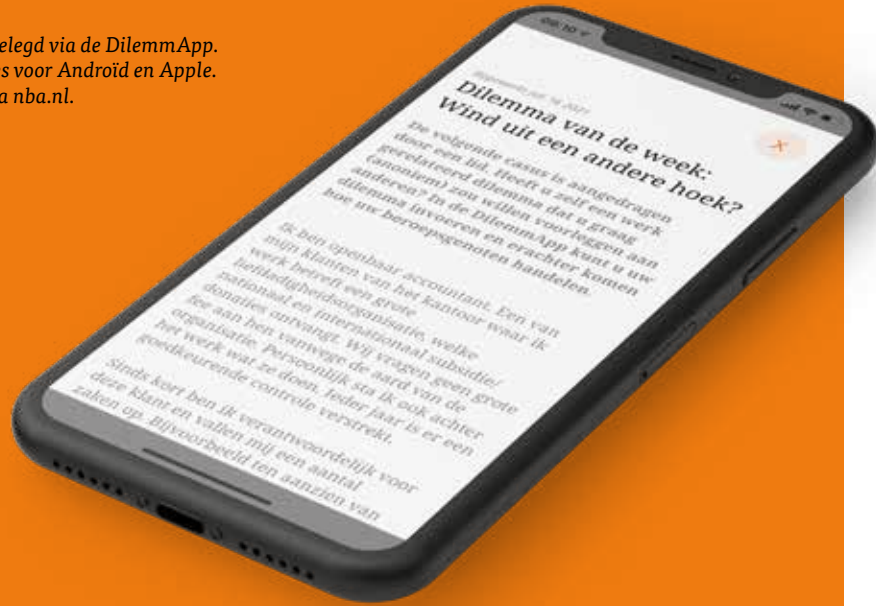 elegd via de DilemmApp.
es voor Androïd en Apple.
a nba.nl.
09:10
Dilemma van de week:
Wind uit een andere hoek?
De volgende casus is aangedragen
door een lid. Heeft u zelf een werk
gerelateerd dilemma dat u graag
(anoniem) zou willen voorleggen aan
anderen? In de DilemmApp kunt u uw
dilemma invoeren en erachter komen
hoe uw beroepsgenoten handelen.
Ik ben openbaar accountant. Een van
mijn klanten van het kantoor waar ik
werk betreft een grote
liefdadigheidsorganisatie, welke
nationaal en internationaal subsidie/
donaties ontvangt. Wij vragen geen grote
fee aan hen vanwege de aard van de
organisatie. Persoonlijk sta ik ook achter
het werk wat ze doen. Ieder jaar is er een
goedkeurende controle verstrekt.
Sinds kort ben ik verantwoordelijk voor
deze klant en vallen mij een aantal
zaken op. Bijvoorbeeld ten aanzien van